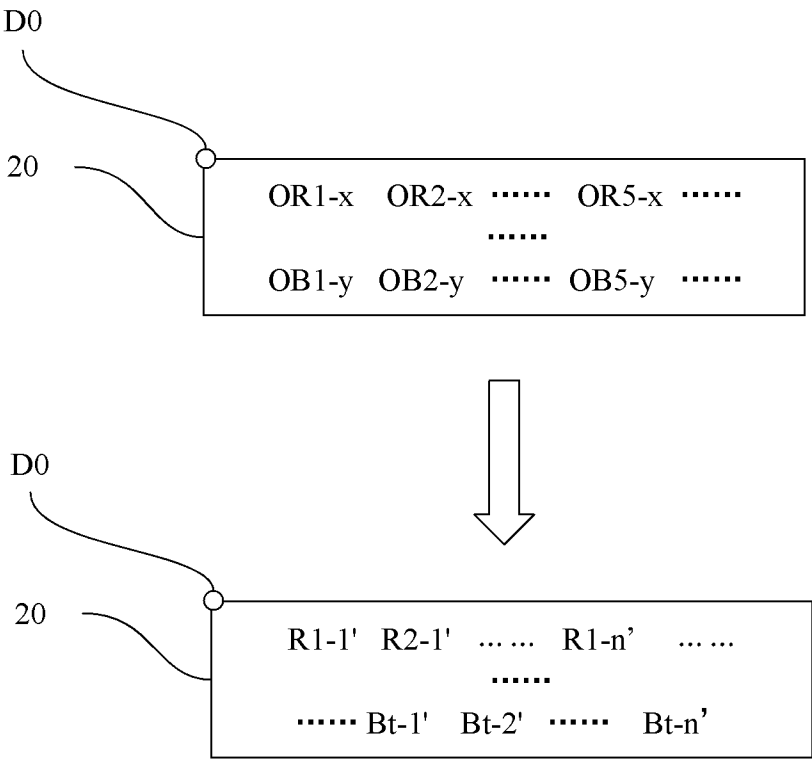 D0
20
OR1-x OR2-x ...... OR5-x ......
......
OB1-y OB2-y ...... OB5-y ......
D0
20
R1-1' R2-1' ... ... R1-n’ ... ...
......
...... Bt-1' Bt-2' ...... Bt-n’